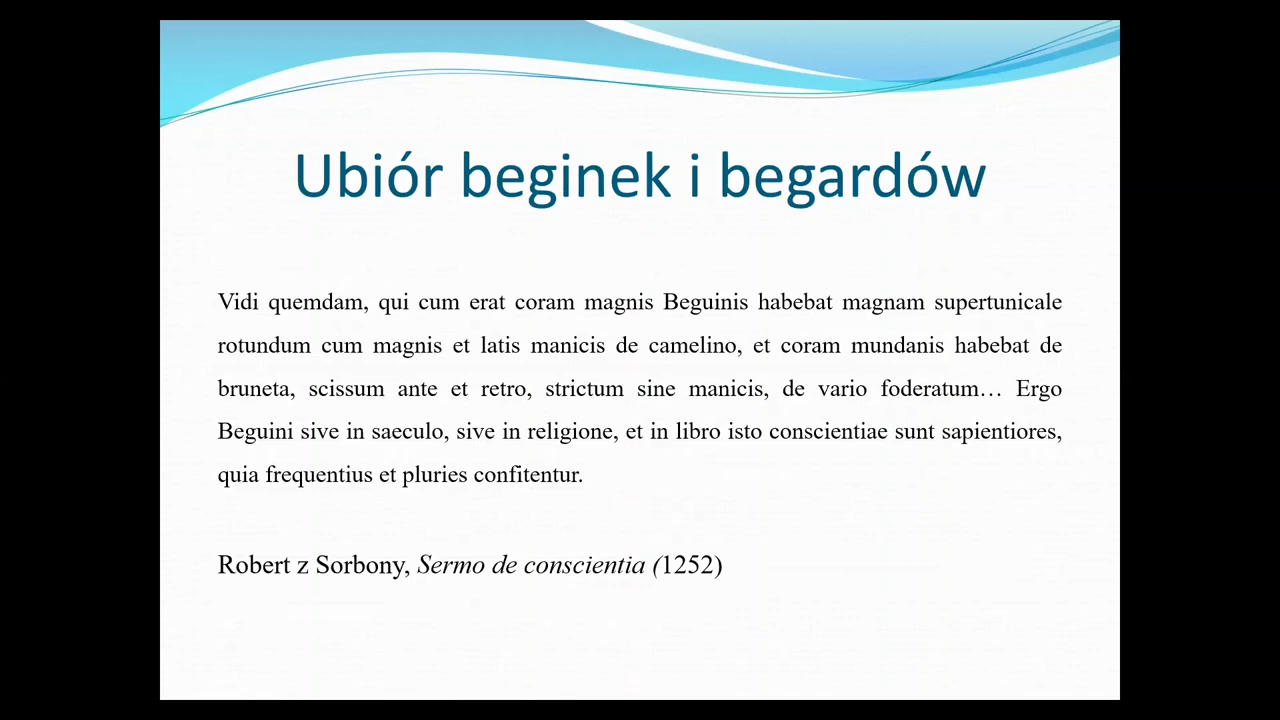 Ubiór beginek i begardów
Vidi quemdam, qui cum erat coram magnis Beguinis habebat magnam supertunicale
rotundum cum magnis et latis manicis de camelino, et coram mundanis habebat de
bruneta, scissum ante et retro, strictum sine manicis, de vario foderatum… Ergo
Beguini sive in saeculo, sive in religione, et in libro isto conscientiae sunt sapientiores,
quia frequentius et pluries confitentur.
Robert z Sorbony, Sermo de conscientia (1252)